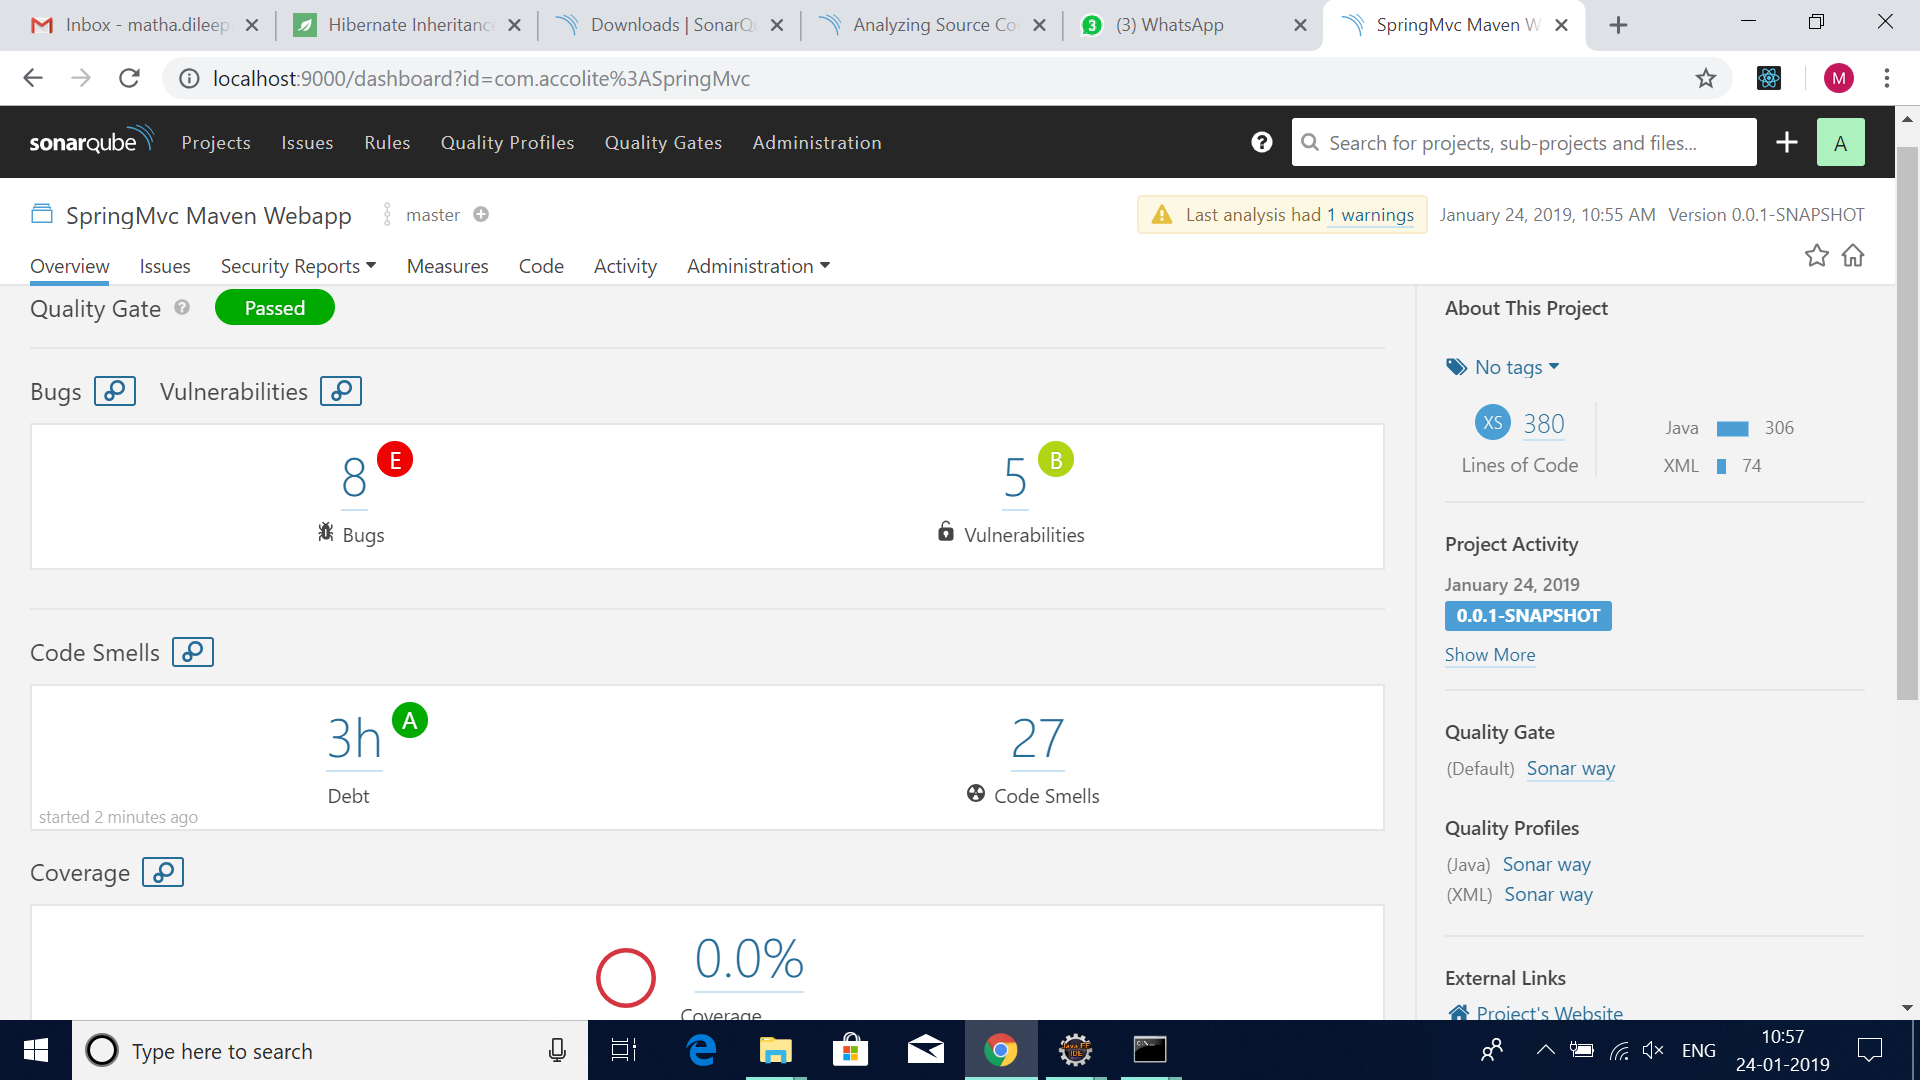 Inbox - matha.dileep
Hibernate Inheritance
Downloads | SonarQu
Analyzing Source Co
3 (3) WhatsApp
SpringMvc Maven W
localhost:9000/dashboard?id=com.accolite%3ASpringMvc
M
sonarqube Projects Issues Rules Quality Profiles Quality Gates Administration ? Search for projects, sub-projects and files... A
SpringMvc Maven Webapp master Last analysis had 1 warnings January 24, 2019, 10:55 AM Version 0.0.1-SNAPSHOT
Overview Issues Security Reports Measures Code Activity Administration
Quality Gate ? Passed
Bugs Vulnerabilities
8 E
Bugs
5 B
Vulnerabilities
Code Smells
3h A
Debt
27
Code Smells
started 2 minutes ago
Coverage
0.0%
Coverage
About This Project
No tags
XS 380
Lines of Code
Java 306
XML 74
Project Activity
January 24, 2019
0.0.1-SNAPSHOT
Show More
Quality Gate
(Default) Sonar way
Quality Profiles
(Java) Sonar way
(XML) Sonar way
External Links
Project's Website
Type here to search
Java EE
IDE
ENG
10:57
24-01-2019